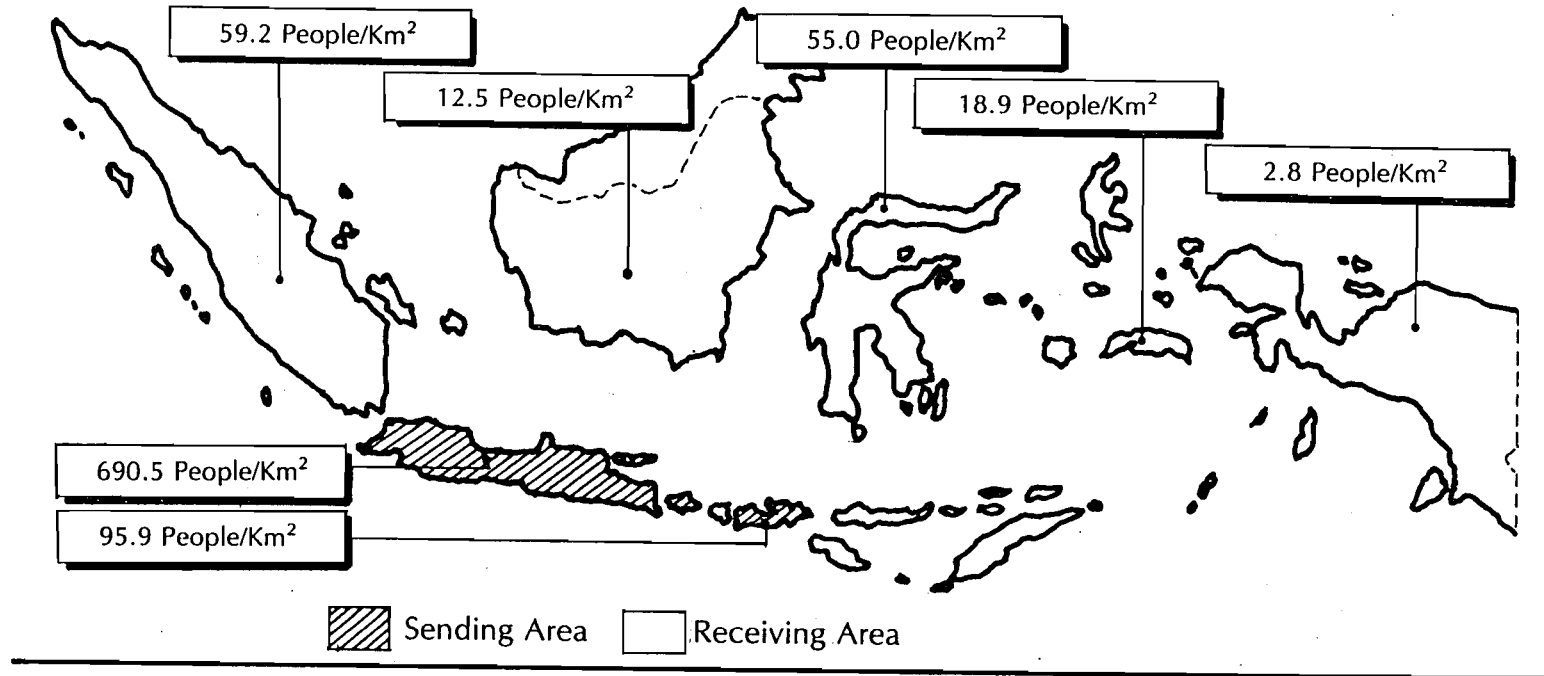 59.2 People/Km²
55.0 People/Km²
12.5 People/Km²
18.9 People/Km²
2.8 People/Km²
690.5 People/Km²
95.9 People/Km²
Sending Area
Receiving Area